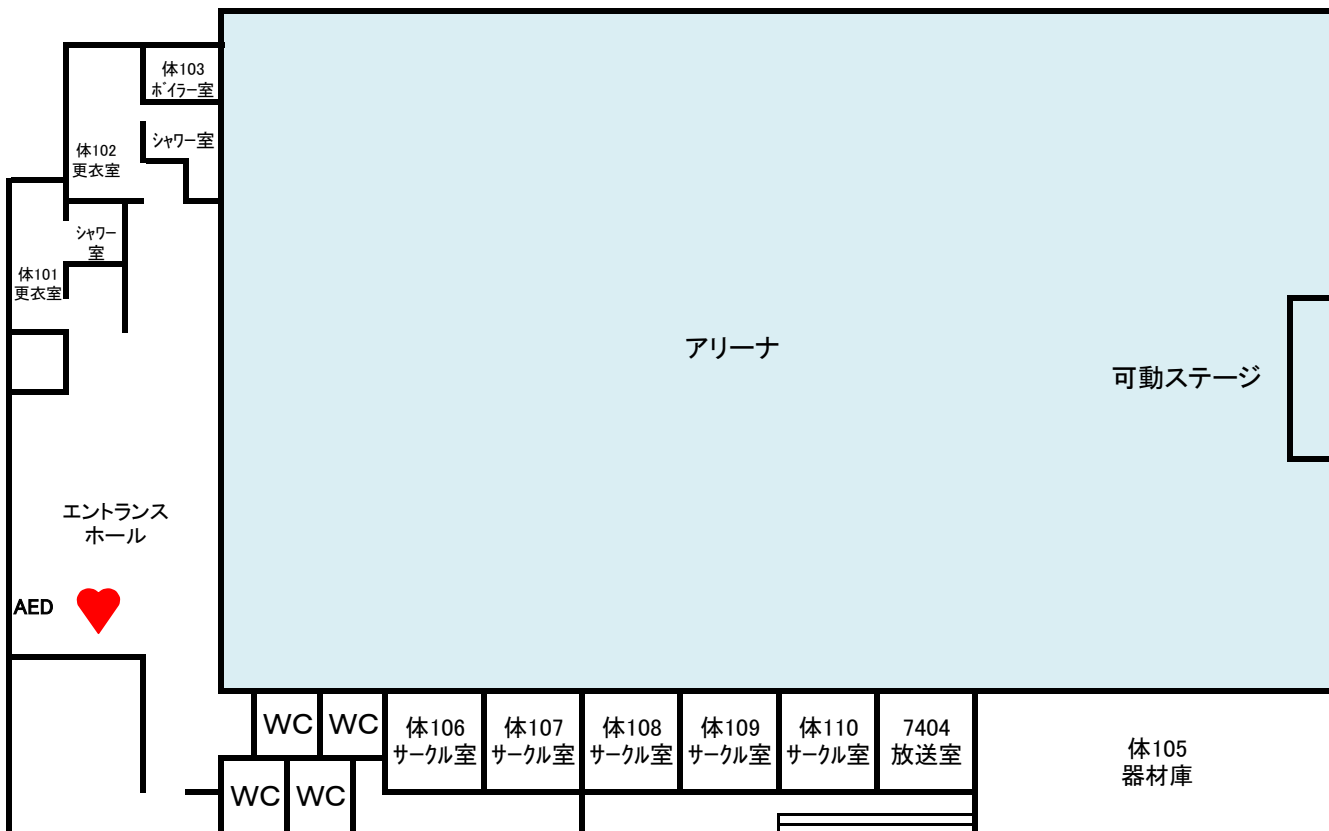 体103
ﾎﾞｲﾗｰ室
ｼｬﾜｰ室
体102
更衣室
ｼｬﾜｰ
室
体101
更衣室
アリーナ
可動ステージ
エントランス
ホール
AED
WC
WC
体106
ｻｰｸﾙ室
体107
ｻｰｸﾙ室
体108
ｻｰｸﾙ室
体109
ｻｰｸﾙ室
体110
ｻｰｸﾙ室
7404
放送室
体105
器材庫
WC
WC